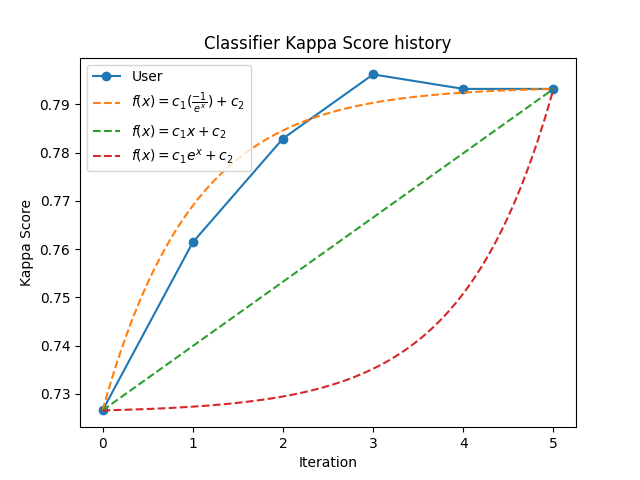 Classifier Kappa Score history
User
f(x) = c₁(−1/eˣ) + c₂
f(x) = c₁x + c₂
f(x) = c₁eˣ + c₂
Kappa Score
0.79
0.78
0.77
0.76
0.75
0.74
0.73
0 1 2 3 4 5
Iteration